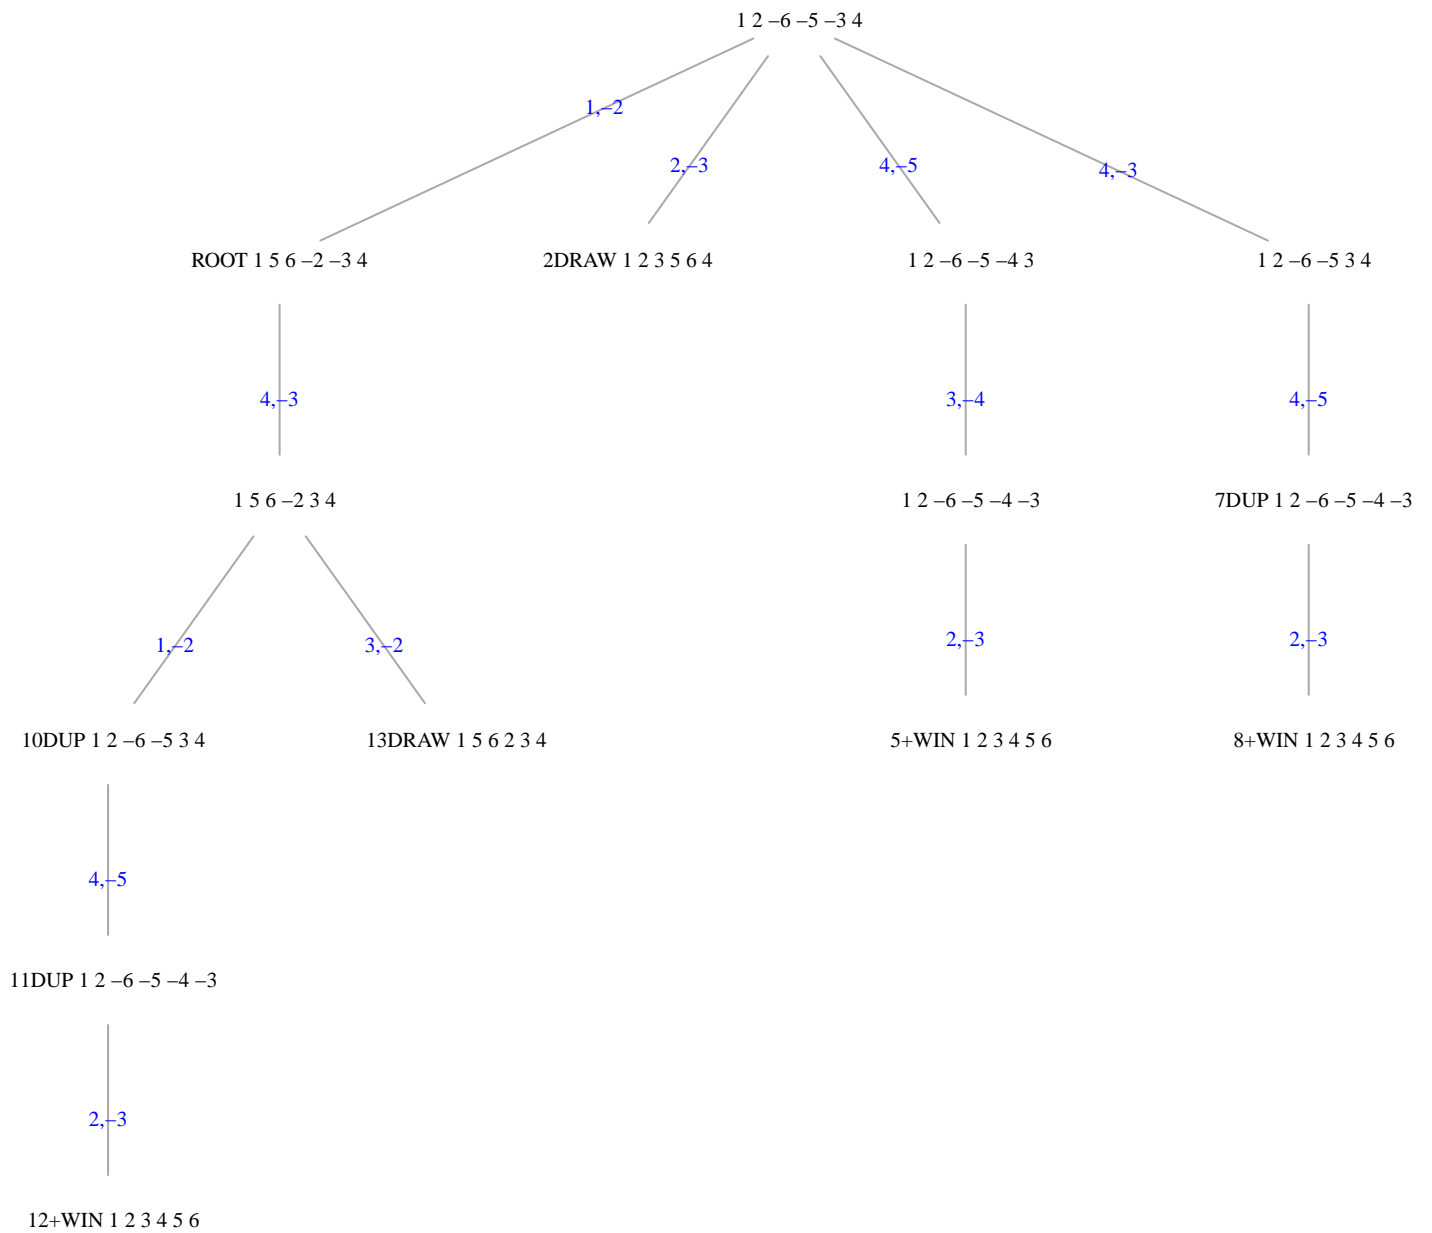 1 2 –6 –5 –3 4
1,–2
2,–3
4,–5
4,–3
ROOT 1 5 6 –2 –3 4
2DRAW 1 2 3 5 6 4
1 2 –6 –5 –4 3
1 2 –6 –5 3 4
4,–3
3,–4
4,–5
1 5 6 –2 3 4
1 2 –6 –5 –4 –3
7DUP 1 2 –6 –5 –4 –3
1,–2
3,–2
2,–3
2,–3
10DUP 1 2 –6 –5 3 4
13DRAW 1 5 6 2 3 4
5+WIN 1 2 3 4 5 6
8+WIN 1 2 3 4 5 6
4,–5
11DUP 1 2 –6 –5 –4 –3
2,–3
12+WIN 1 2 3 4 5 6